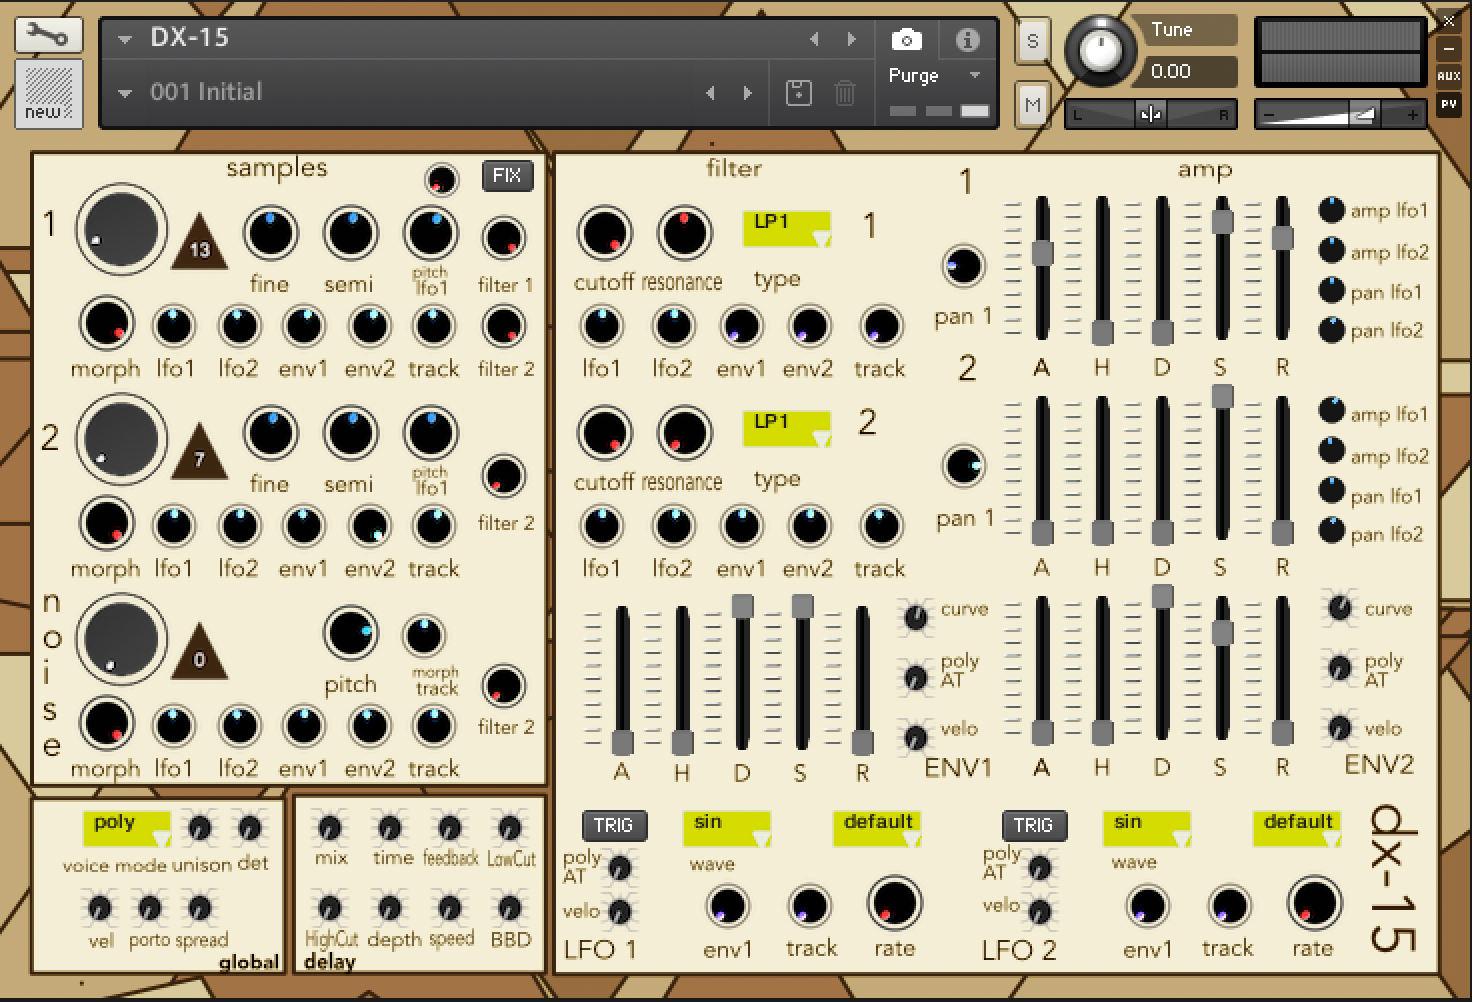 DX-15
001 Initial
Purge
new
S
M
Tune
0.00
L R
- +
×
-
AUX
PV
samples
FIX
1
13
fine semi pitch lfo1 filter 1
morph lfo1 lfo2 env1 env2 track filter 2
2
7
fine semi pitch lfo1 filter 2
morph lfo1 lfo2 env1 env2 track
noise
0
pitch morph track filter 2
morph lfo1 lfo2 env1 env2 track
poly
voice mode unison det
vel porto spread
global
mix time feedback LowCut
HighCut depth speed BBD
delay
filter
LP1 1
cutoff resonance type
lfo1 lfo2 env1 env2 track
LP1 2
cutoff resonance type
lfo1 lfo2 env1 env2 track
curve
poly AT
velo
A H D S R ENV1
amp
1
pan 1
A H D S R
amp lfo1
amp lfo2
pan lfo1
pan lfo2
2
pan 1
A H D S R
amp lfo1
amp lfo2
pan lfo1
pan lfo2
curve
poly AT
velo
A H D S R ENV2
TRIG sin default
poly AT wave
velo
LFO 1 env1 track rate
TRIG sin default
poly AT wave
velo
LFO 2 env1 track rate
dx-15